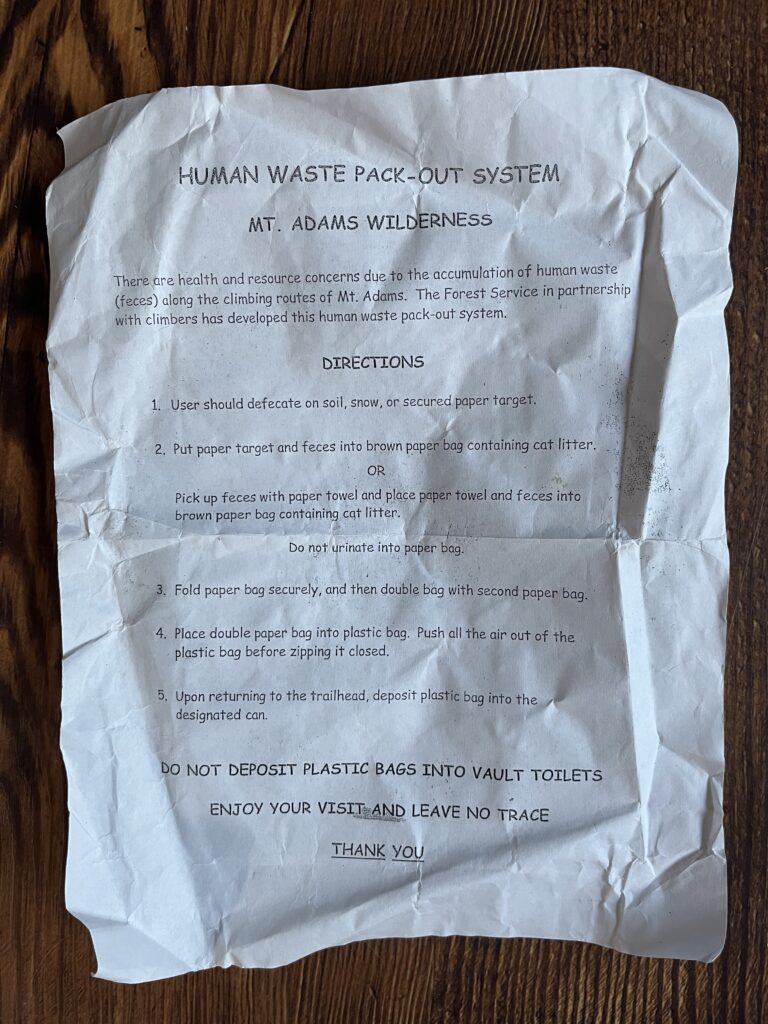 HUMAN WASTE PACK-OUT SYSTEM
MT. ADAMS WILDERNESS
There are health and resource concerns due to the accumulation of human waste
(feces) along the climbing routes of Mt. Adams. The Forest Service in partnership
with climbers has developed this human waste pack-out system.
DIRECTIONS
1. User should defecate on soil, snow, or secured paper target.
2. Put paper target and feces into brown paper bag containing cat litter.
OR
Pick up feces with paper towel and place paper towel and feces into
brown paper bag containing cat litter.
Do not urinate into paper bag.
3. Fold paper bag securely, and then double bag with second paper bag.
4. Place double paper bag into plastic bag. Push all the air out of the
plastic bag before zipping it closed.
5. Upon returning to the trailhead, deposit plastic bag into the
designated can.
DO NOT DEPOSIT PLASTIC BAGS INTO VAULT TOILETS
ENJOY YOUR VISIT AND LEAVE NO TRACE
THANK YOU